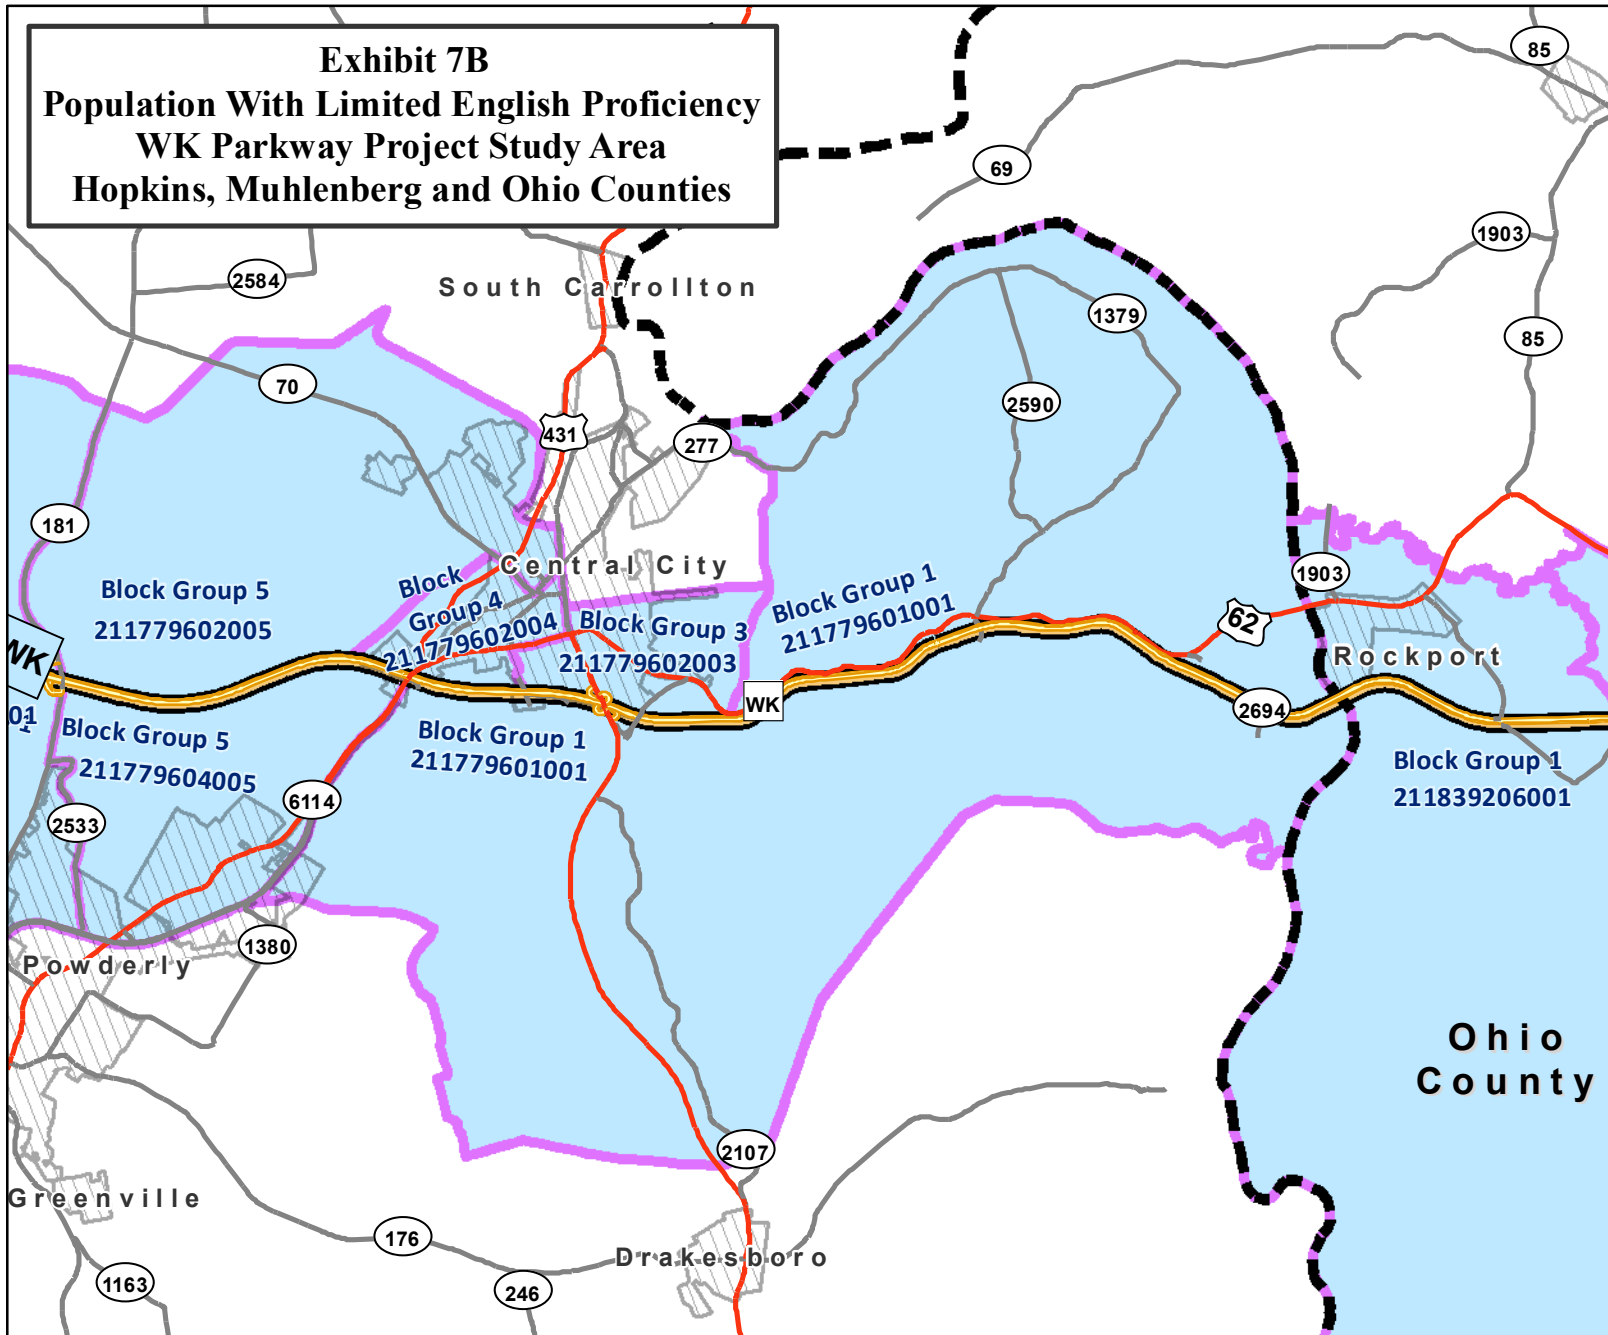 Exhibit 7B
Population With Limited English Proficiency
WK Parkway Project Study Area
Hopkins, Muhlenberg and Ohio Counties
85
69
1903
2584
South Carrollton
1379
85
70
2590
431
277
181
Central City
1903
Block Group 5
211779602005
Block
Group 4
211779602004
Block Group 3
211779602003
Block Group 1
211779601001
62
Rockport
WK
WK
2694
01
1
Block Group 5
211779604005
Block Group 1
211779601001
Block Group 1
211839206001
6114
2533
1380
Powderly
Ohio
County
2107
Greenville
176
Drakesboro
1163
246